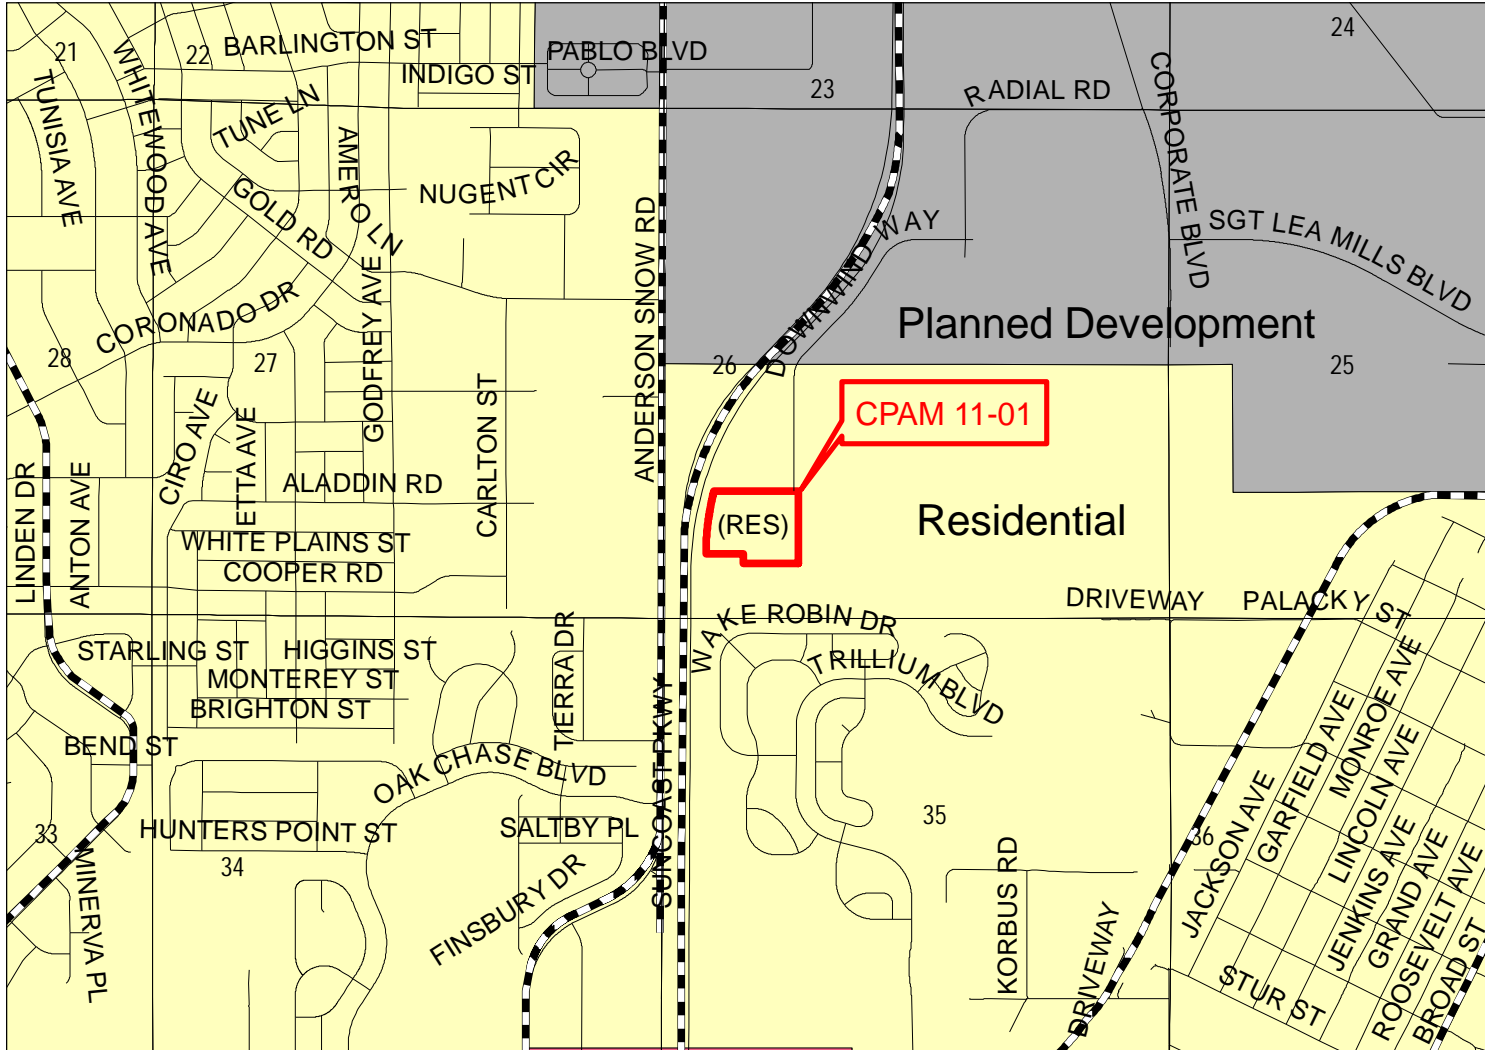 24
21
22
BARLINGTON ST
PABLO BLVD
INDIGO ST
WHITEWOOD AVE
TUNISIA AVE
CORPORATE BLVD
23
RADIAL RD
TUNE LN
AMERO LN
NUGENT CIR
GOLD RD
ANDERSON SNOW RD
DOWNWIND WAY
SGT LEA MILLS BLVD
GODFREY AVE
CORONADO DR
Planned Development
28
27
26
25
CARLTON ST
CIRO AVE
CPAM 11-01
ETTA AVE
LINDEN DR
ANTON AVE
ALADDIN RD
(RES)
Residential
WHITE PLAINS ST
COOPER RD
DRIVEWAY
PALACKY ST
WAKE ROBIN DR
TIERRA DR
STARLING ST
HIGGINS ST
TRILLIUM BLVD
MONTEREY ST
BRIGHTON ST
SUNCOAST PKWY
BEND ST
OAK CHASE BLVD
MONROE AVE
GARFIELD AVE
LINCOLN AVE
JACKSON AVE
33
HUNTERS POINT ST
SALTBY PL
35
36
34
MINERVA PL
FINSBURY DR
KORBUS RD
JENKINS AVE
GRAND AVE
ROOSEVELT AVE
BROAD ST
DRIVEWAY
STUR ST